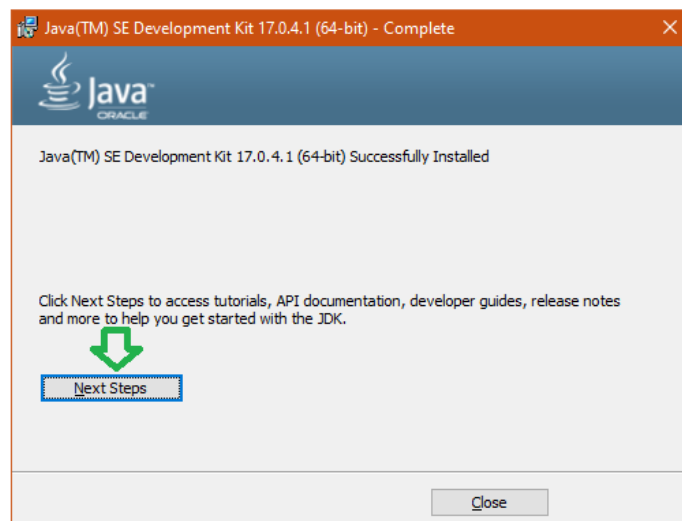 Java(TM) SE Development Kit 17.0.4.1 (64-bit) - Complete
Java™
ORACLE
Java(TM) SE Development Kit 17.0.4.1 (64-bit) Successfully Installed
Click Next Steps to access tutorials, API documentation, developer guides, release notes
and more to help you get started with the JDK.
Next Steps
Close